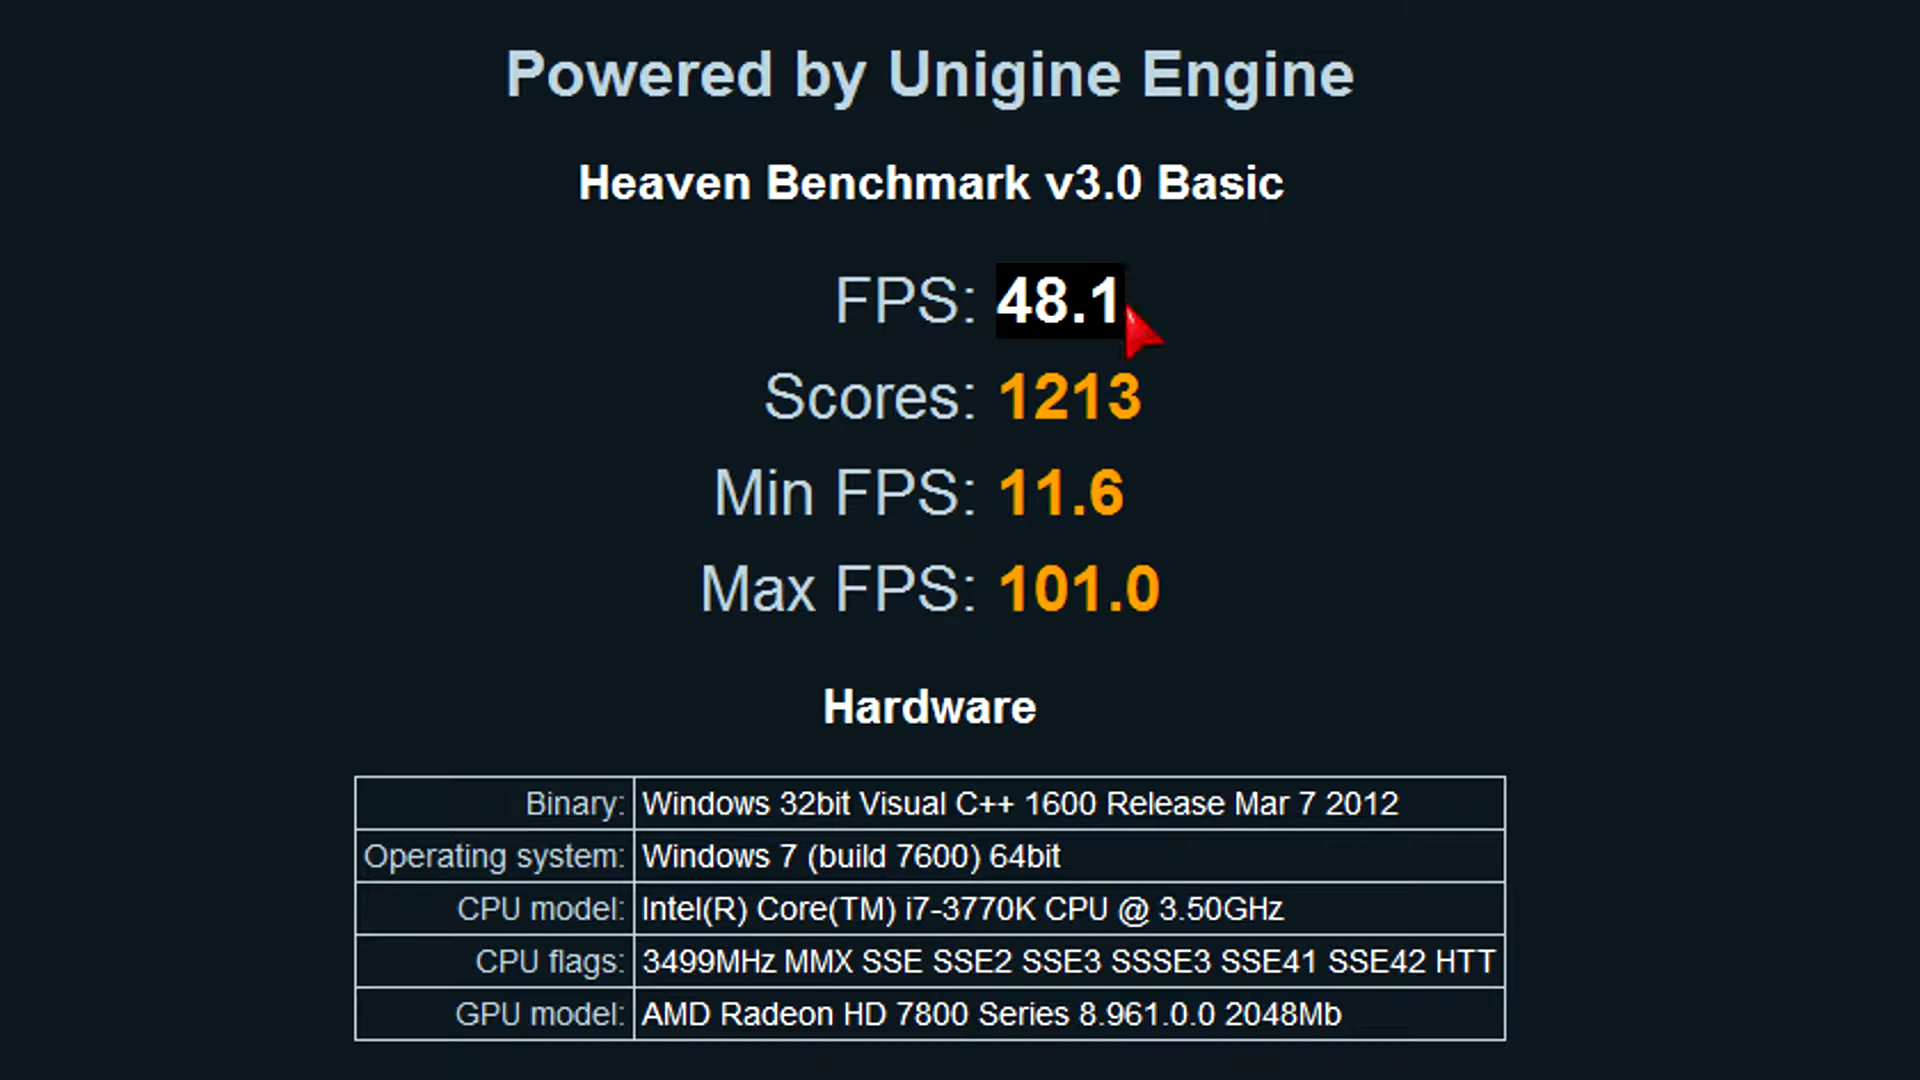 Powered by Unigine Engine
Heaven Benchmark v3.0 Basic
FPS: 48.1
Scores: 1213
Min FPS: 11.6
Max FPS: 101.0
Hardware
Binary: Windows 32bit Visual C++ 1600 Release Mar 7 2012
Operating system: Windows 7 (build 7600) 64bit
CPU model: Intel(R) Core(TM) i7-3770K CPU @ 3.50GHz
CPU flags: 3499MHz MMX SSE SSE2 SSE3 SSSE3 SSE41 SSE42 HTT
GPU model: AMD Radeon HD 7800 Series 8.961.0.0 2048Mb